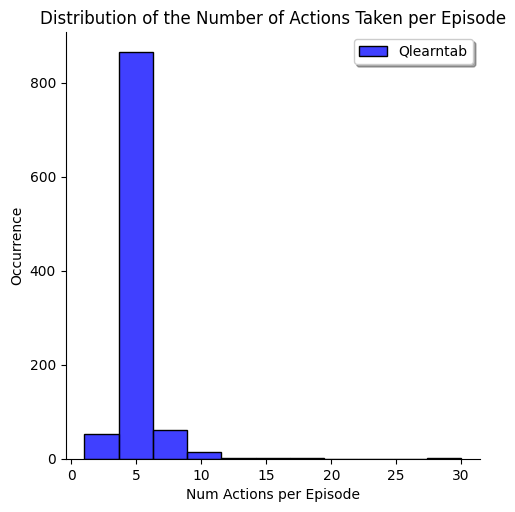 Distribution of the Number of Actions Taken per Episode
Qlearntab
800
600
400
200
0
Occurrence
0 5 10 15 20 25 30
Num Actions per Episode